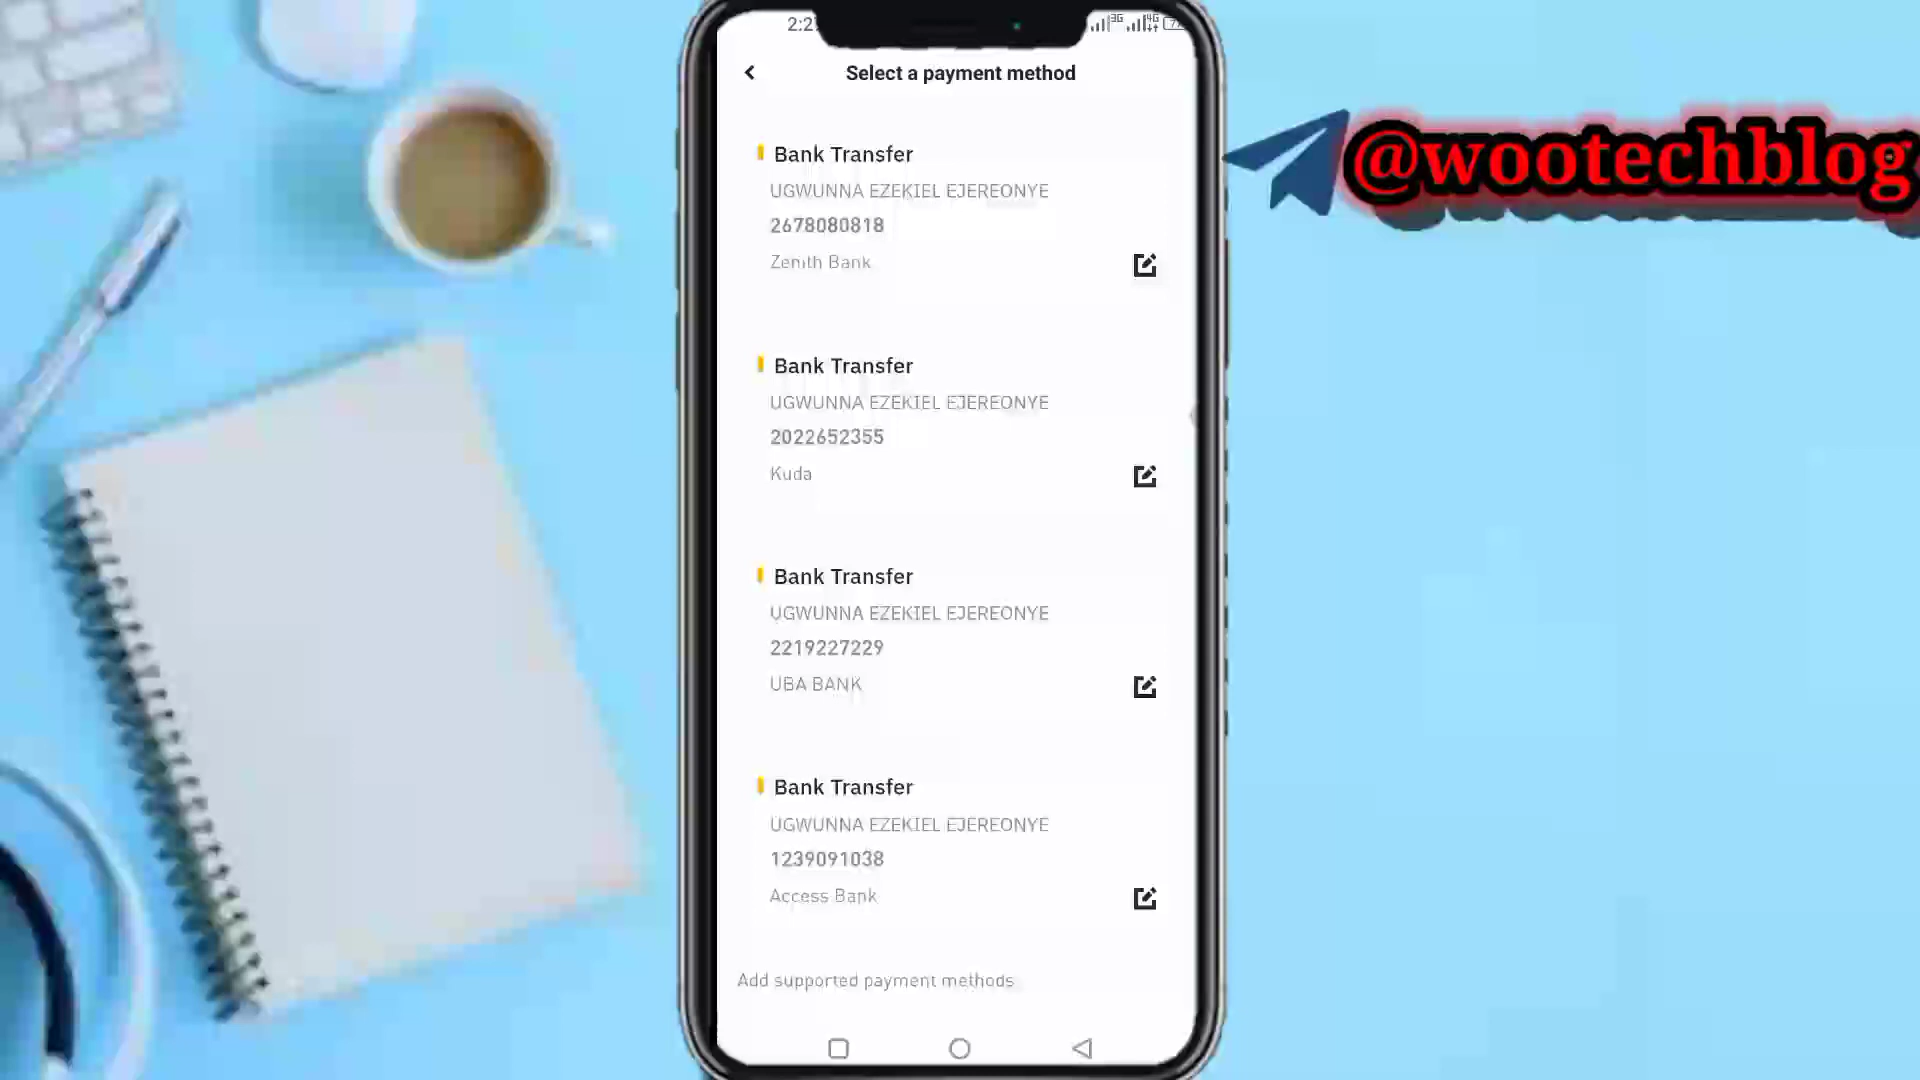 2:2
3G 4G
Select a payment method
@wootechblog
Bank Transfer
UGWUNNA EZEKIEL EJEREONYE
2678080818
Zenith Bank
Bank Transfer
UGWUNNA EZEKIEL EJEREONYE
2022652355
Kuda
Bank Transfer
UGWUNNA EZEKIEL EJEREONYE
2219227229
UBA BANK
Bank Transfer
UGWUNNA EZEKIEL EJEREONYE
1239091038
Access Bank
Add supported payment methods